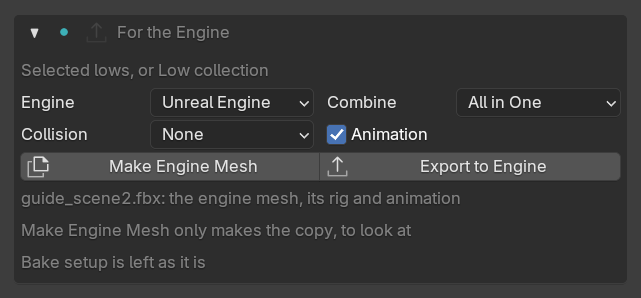 For the Engine
Selected lows, or Low collection
Engine Unreal Engine Combine All in One
Collision None Animation
Make Engine Mesh Export to Engine
guide_scene2.fbx: the engine mesh, its rig and animation
Make Engine Mesh only makes the copy, to look at
Bake setup is left as it is